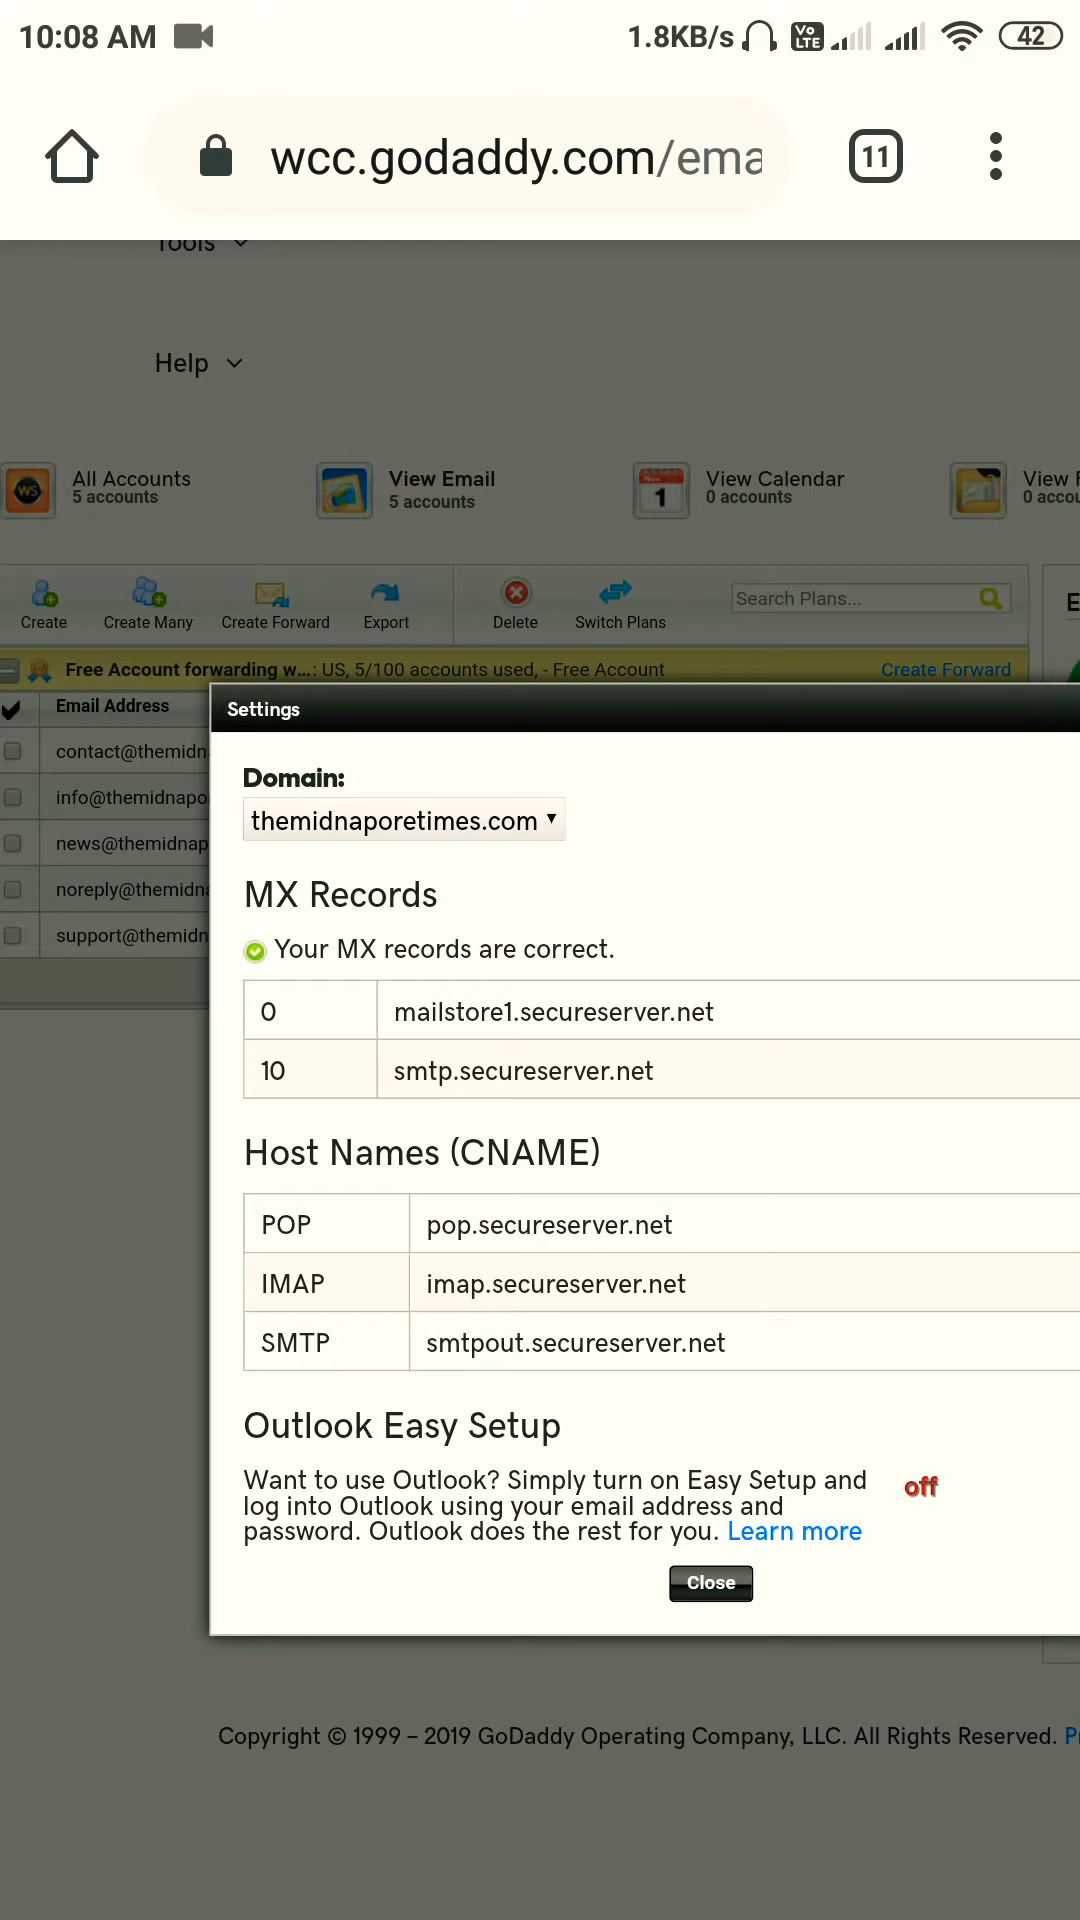 10:08 AM
1.8KB/s
Vo
LTE
42
wcc.godaddy.com/ema
11
Tools
Help
All Accounts
5 accounts
View Email
5 accounts
View Calendar
0 accounts
View
0 accou
WS
1
Create
Create Many
Create Forward
Export
Delete
Switch Plans
Search Plans...
E
Free Account forwarding w...: US, 5/100 accounts used, - Free Account
Create Forward
Email Address
contact@themidn
info@themidnapo
news@themidnap
noreply@themidn
support@themidn
Settings
Domain:
themidnaporetimes.com
MX Records
Your MX records are correct.
0 mailstore1.secureserver.net
10 smtp.secureserver.net
Host Names (CNAME)
POP pop.secureserver.net
IMAP imap.secureserver.net
SMTP smtpout.secureserver.net
Outlook Easy Setup
Want to use Outlook? Simply turn on Easy Setup and
log into Outlook using your email address and
password. Outlook does the rest for you. Learn more
off
Close
Copyright © 1999 – 2019 GoDaddy Operating Company, LLC. All Rights Reserved. P